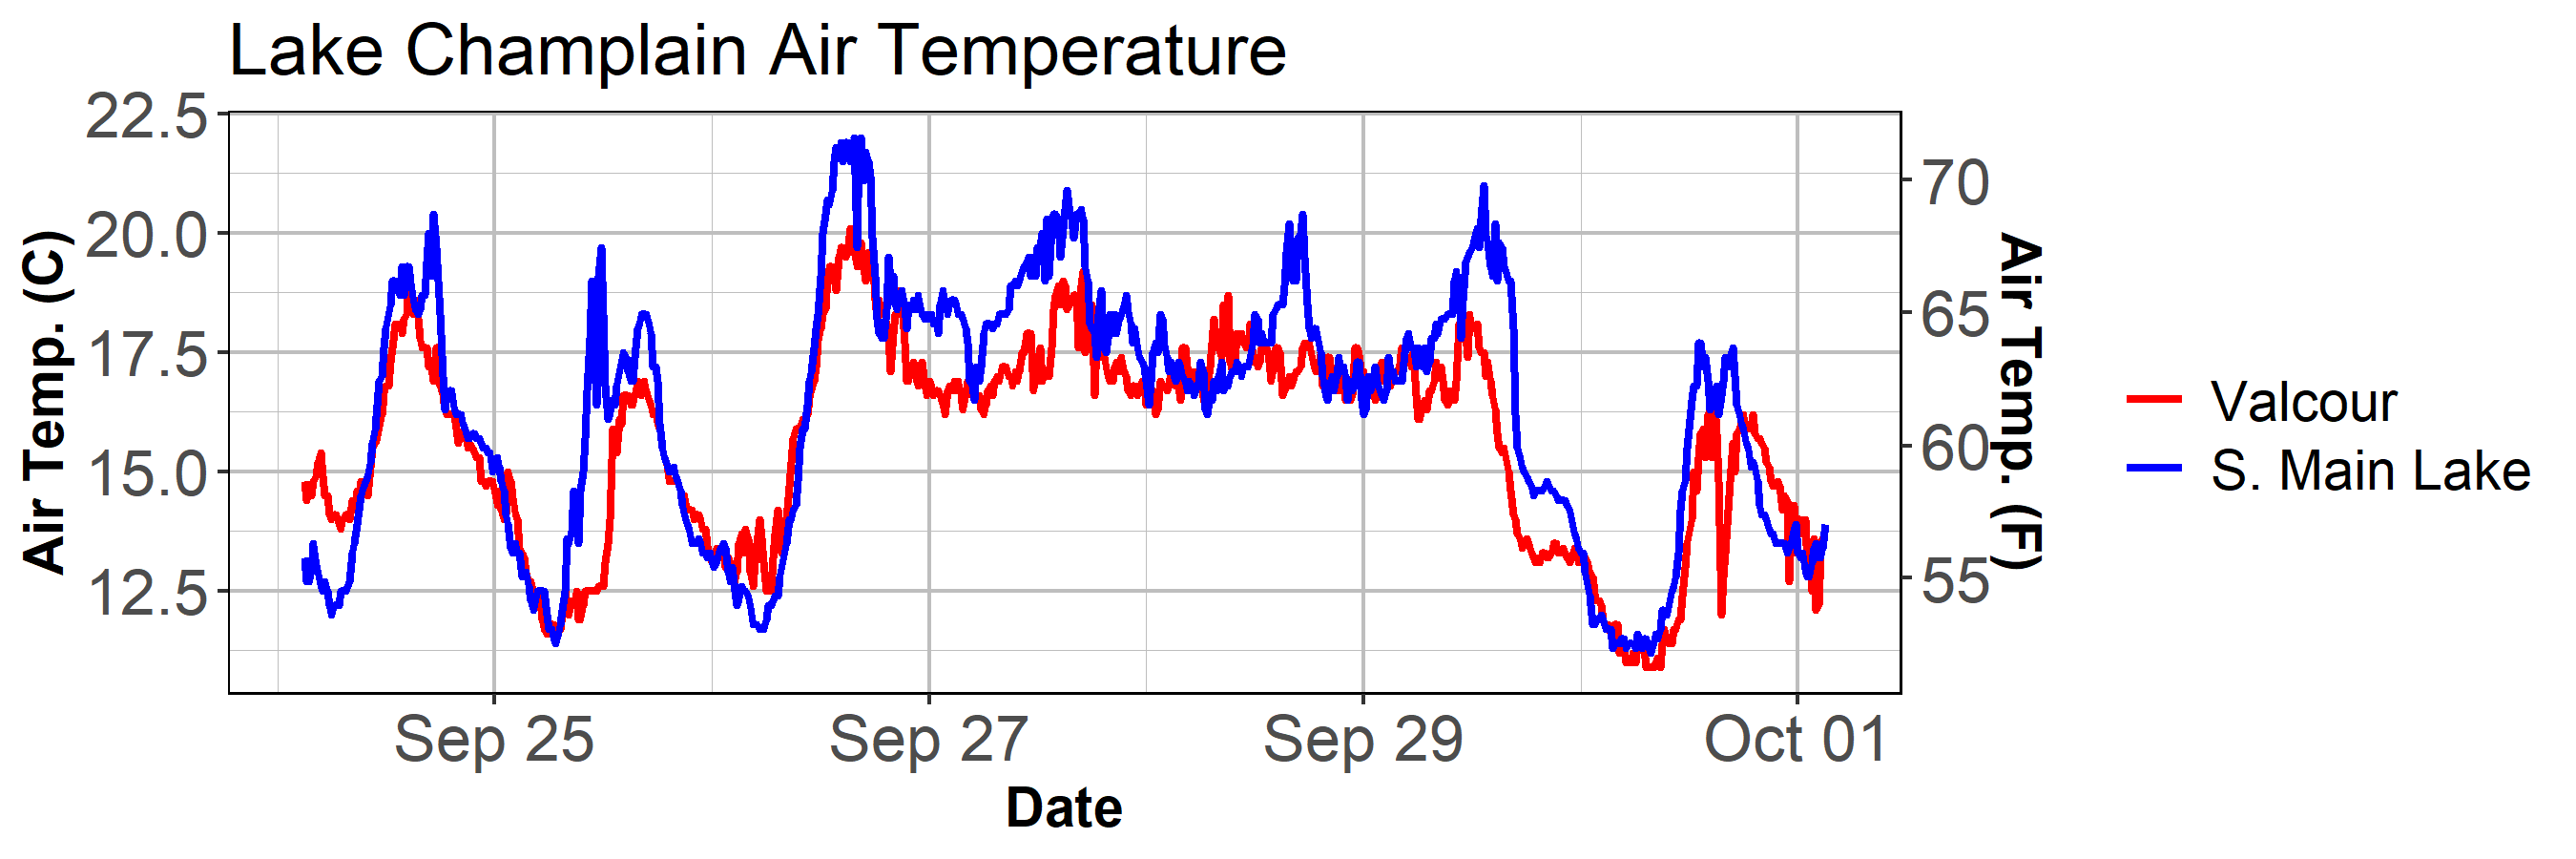 Lake Champlain Air Temperature
22.5
20.0
17.5
15.0
12.5
Air Temp. (C)
70
65
60
55
Air Temp. (F)
Sep 25
Sep 27
Sep 29
Oct 01
Date
Valcour
S. Main Lake